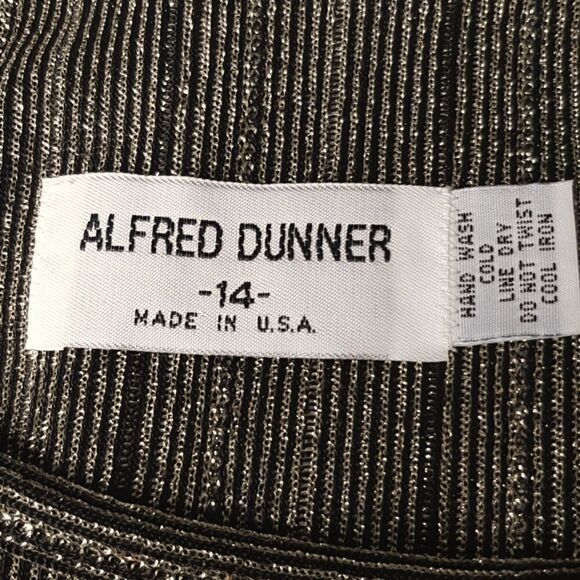 ALFRED DUNNER
-14-
MADE IN U.S.A.
HAND WASH
COLD
LINE DRY
DO NOT TWIST
COOL IRON